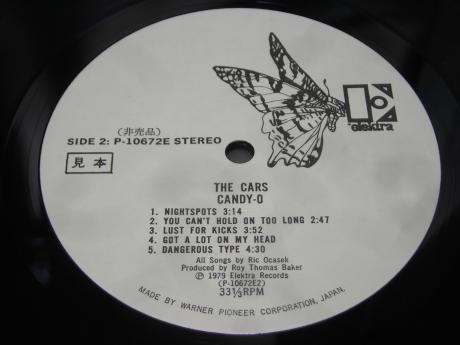 elektra
(非売品)
SIDE 2: P-10672E STEREO
見本
THE CARS
CANDY-O
1. NIGHTSPOTS 3:14
2. YOU CAN'T HOLD ON TOO LONG 2:47
3. LUST FOR KICKS 3:52
4. GOT A LOT ON MY HEAD
5. DANGEROUS TYPE 4:30
All Songs by Ric Ocasek
Produced by Roy Thomas Baker
Ⓟ 1979 Elektra Records
(P-10672E2)
33⅓RPM
MADE BY WARNER PIONEER CORPORATION, JAPAN.